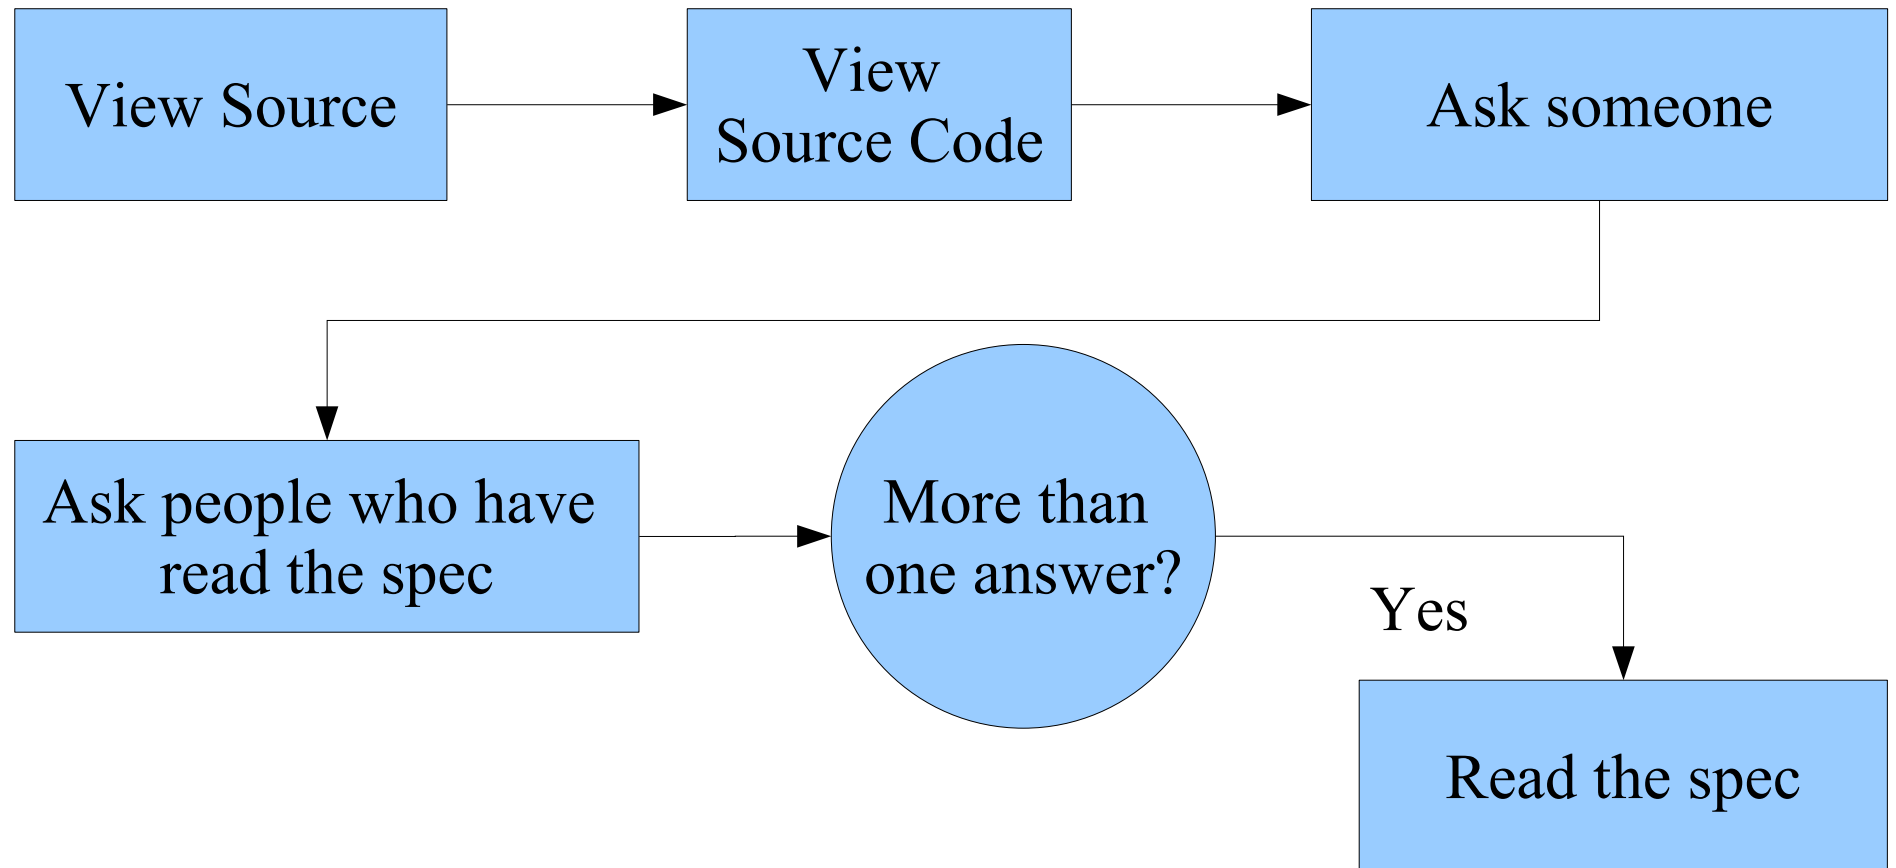 View Source
View
Source Code
Ask someone
Ask people who have
read the spec
More than
one answer?
Yes
Read the spec